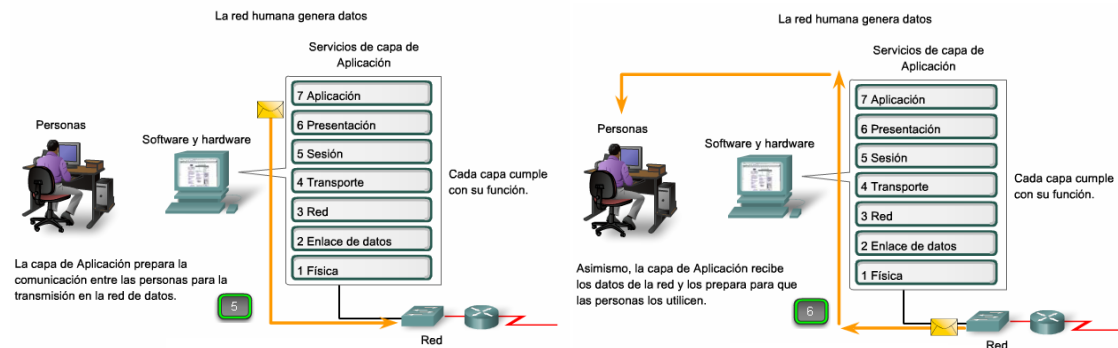 La red humana genera datos
Servicios de capa de
Aplicación
7 Aplicación
6 Presentación
5 Sesión
4 Transporte
3 Red
2 Enlace de datos
1 Física
Personas
Software y hardware
Cada capa cumple
con su función.
La capa de Aplicación prepara la
comunicación entre las personas para la
transmisión en la red de datos.
5
Red
La red humana genera datos
Servicios de capa de
Aplicación
7 Aplicación
6 Presentación
5 Sesión
4 Transporte
3 Red
2 Enlace de datos
1 Física
Personas
Software y hardware
Cada capa cumple
con su función.
Asimismo, la capa de Aplicación recibe
los datos de la red y los prepara para que
las personas los utilicen.
6
Red